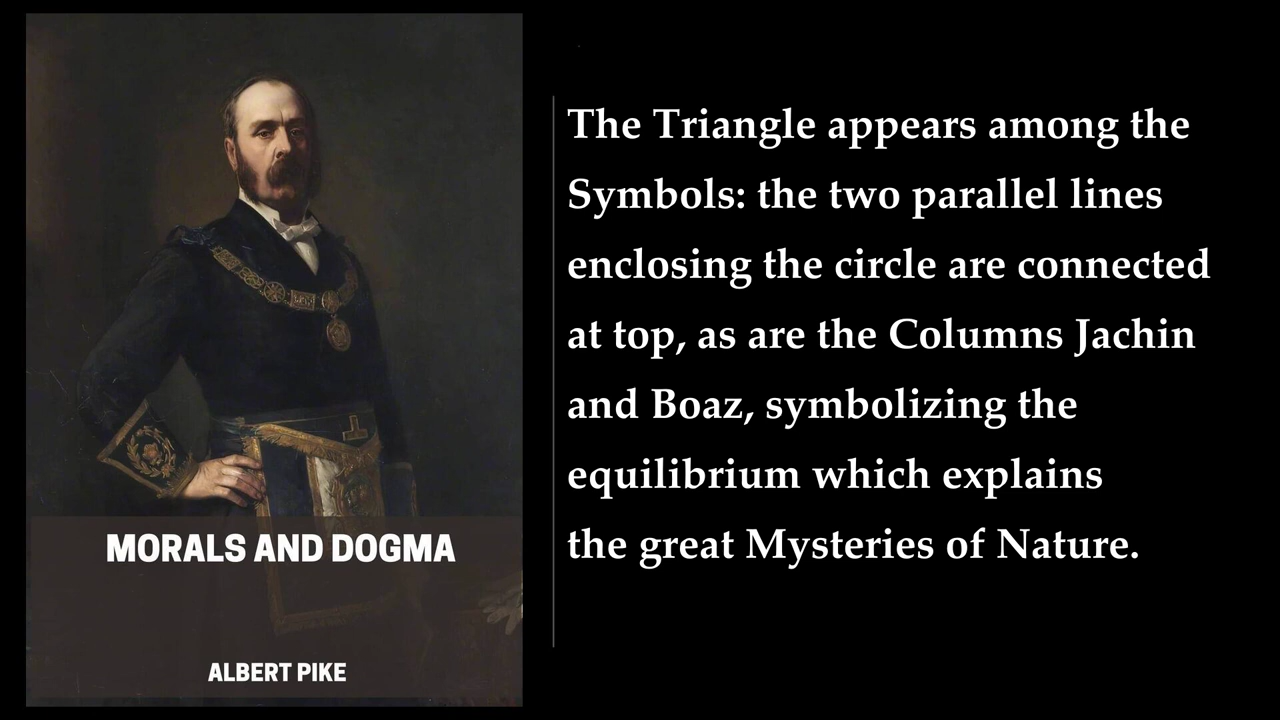 MORALS AND DOGMA
ALBERT PIKE
The Triangle appears among the
Symbols: the two parallel lines
enclosing the circle are connected
at top, as are the Columns Jachin
and Boaz, symbolizing the
equilibrium which explains
the great Mysteries of Nature.